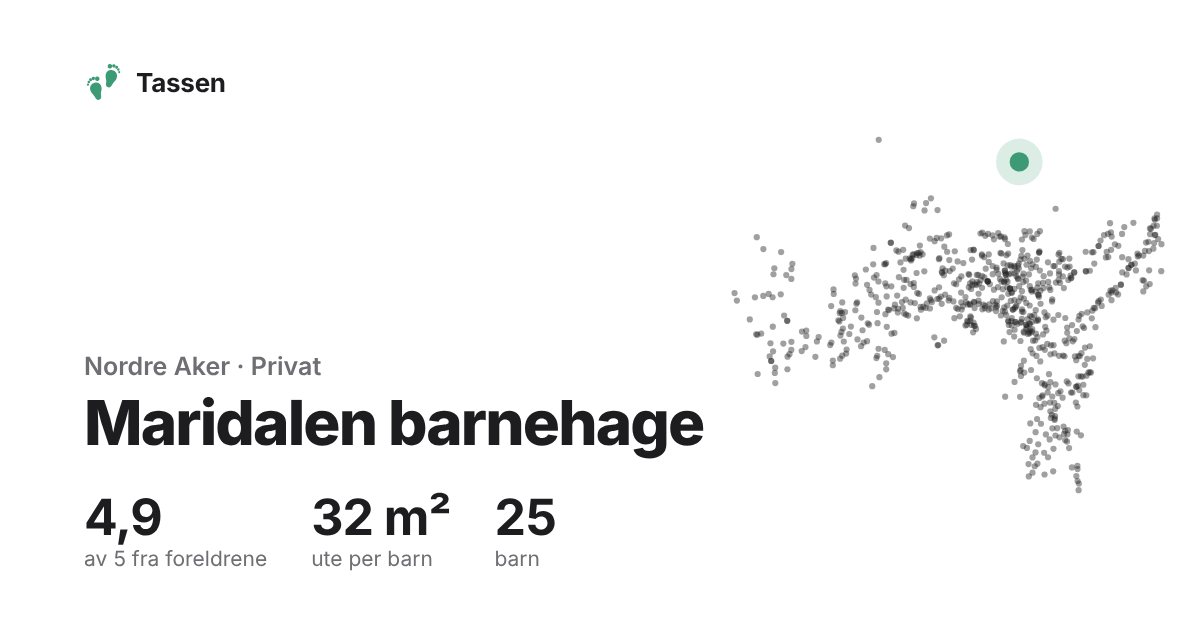 Tassen
Nordre Aker · Privat
Maridalen barnehage
4,9
av 5 fra foreldrene
32 m²
ute per barn
25
barn